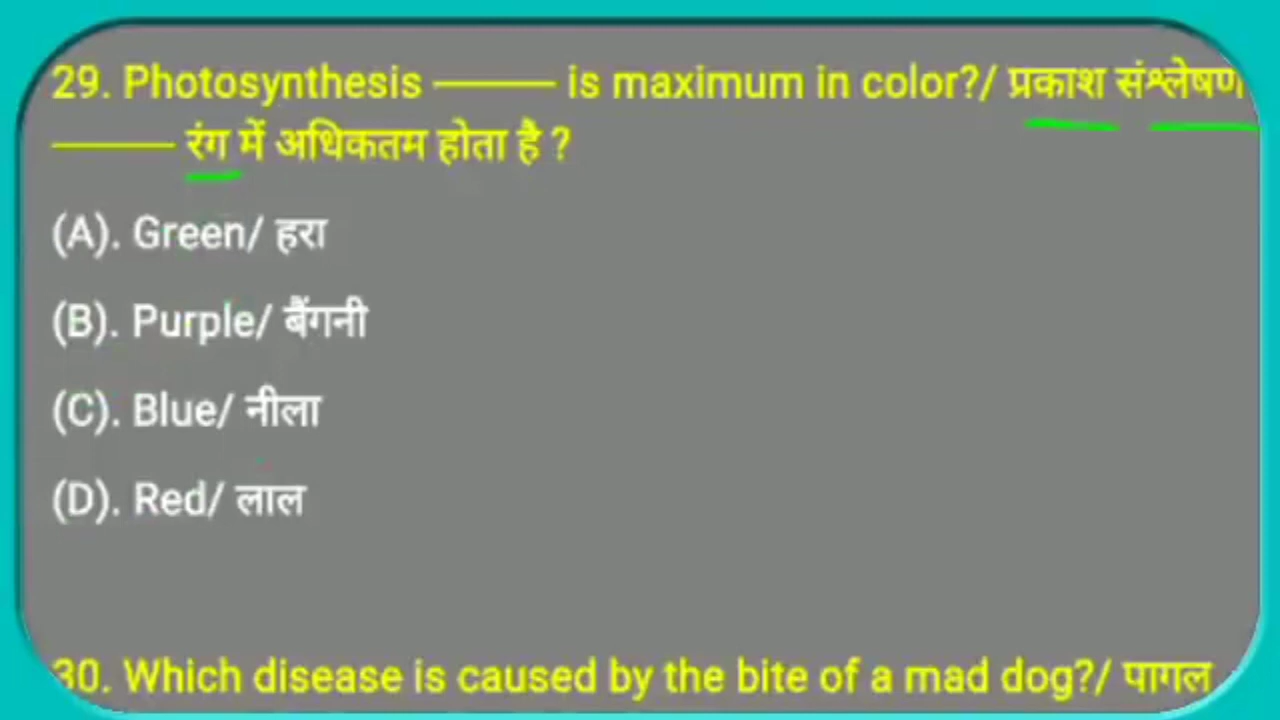 29. Photosynthesis ——— is maximum in color?/ प्रकाश संश्लेषण
——— रंग में अधिकतम होता है ?
(A). Green/ हरा
(B). Purple/ बैंगनी
(C). Blue/ नीला
(D). Red/ लाल
30. Which disease is caused by the bite of a mad dog?/ पागल